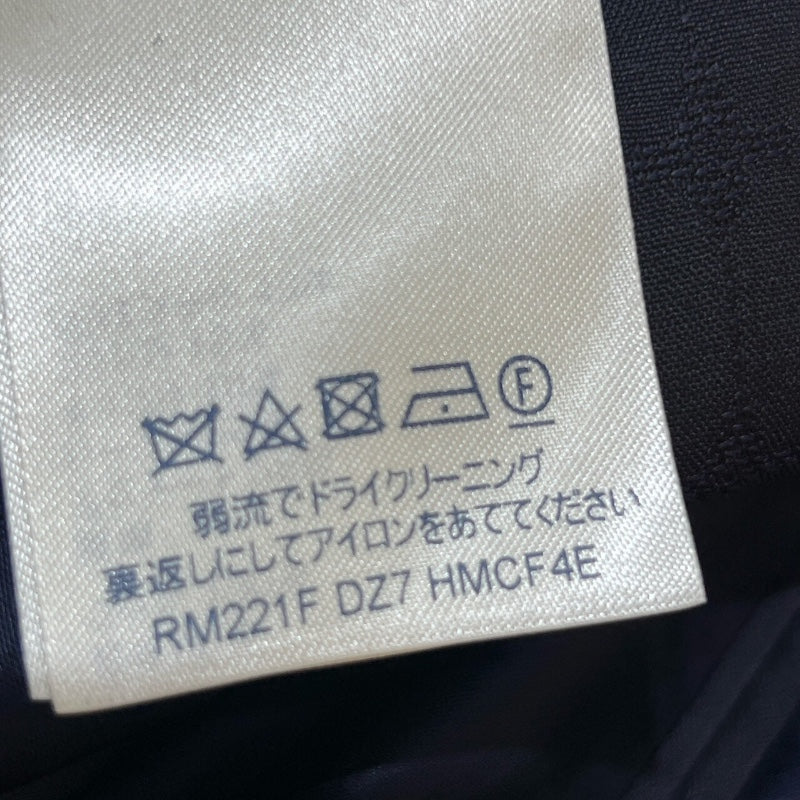 F
弱流でドライクリーニング
裏返しにしてアイロンをあててください
RM221F DZ7 HMCF4E